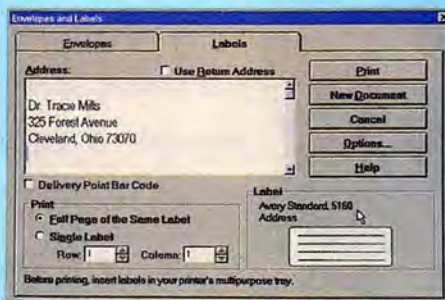 Envelopes and Labels
Envelopes Labels
Address: Use Return Address
Dr. Tracie Mills
325 Forest Avenue
Cleveland, Ohio 73070
Print
New Document
Cancel
Options...
Help
Delivery Point Bar Code
Print
Full Page of the Same Label
Single Label
Row: 1 Column: 1
Label
Avery Standard, 5160
Address
Before printing, insert labels in your printer's multipurpose tray.